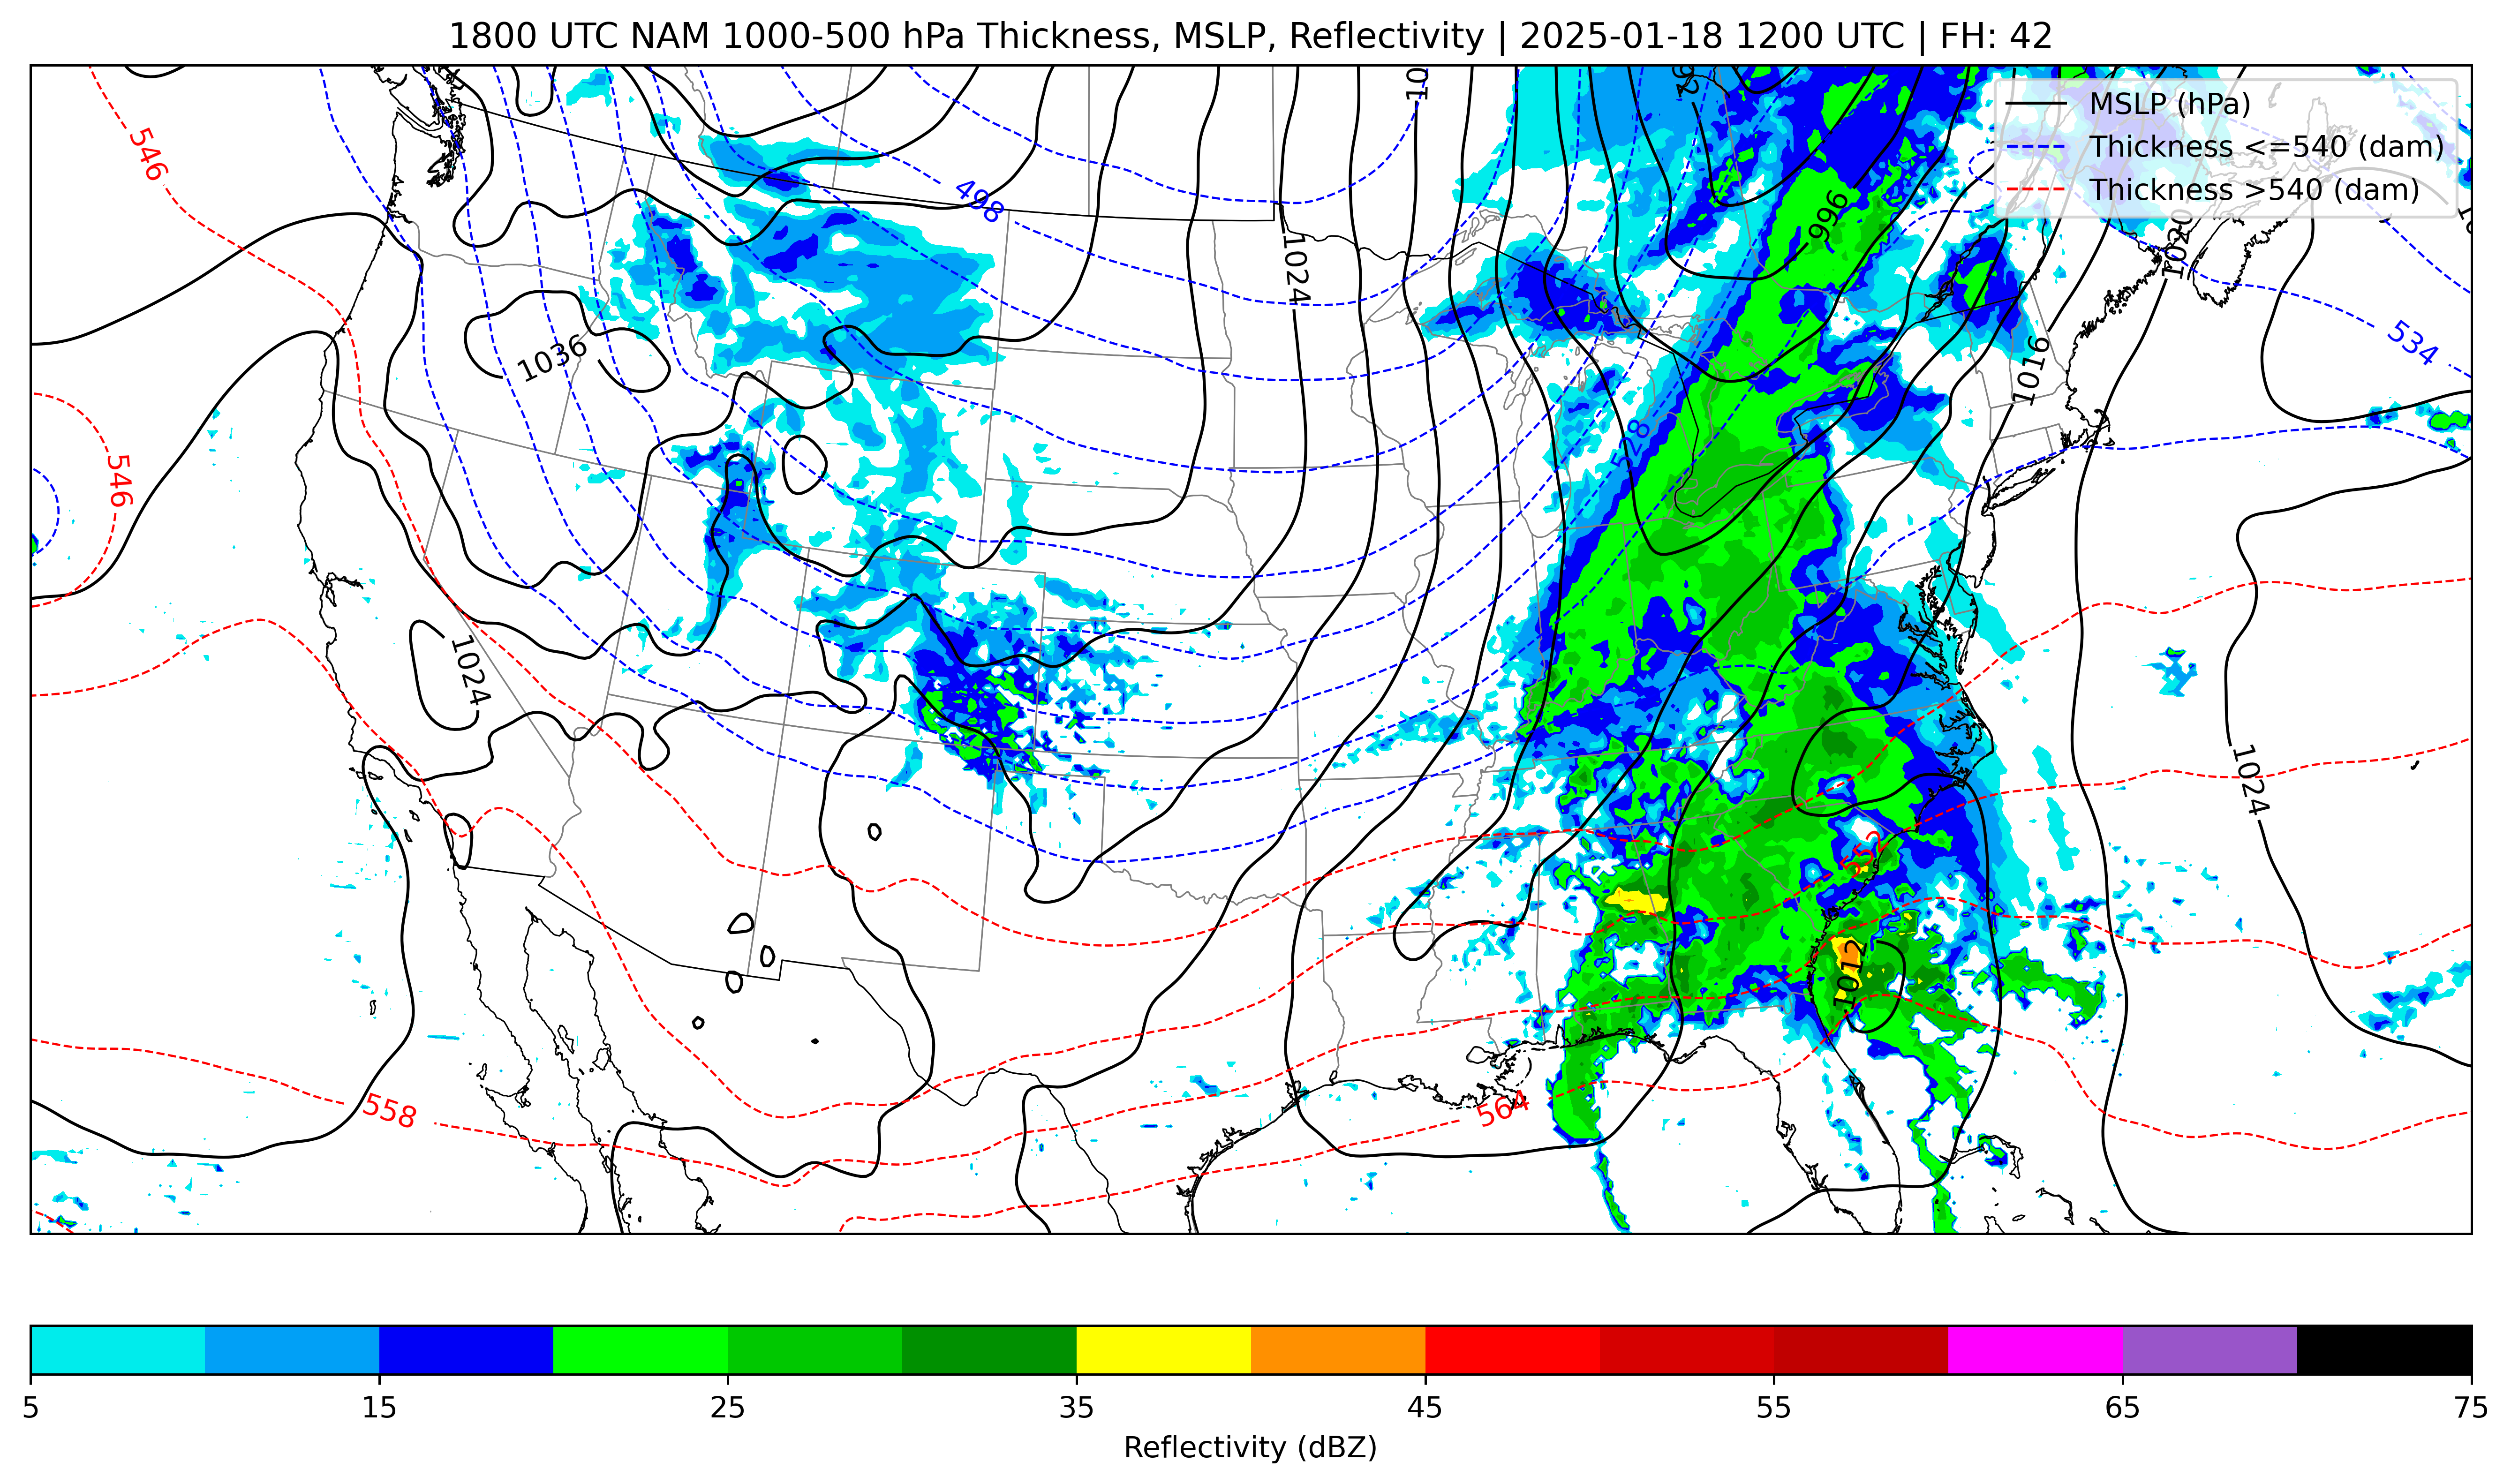 1800 UTC NAM 1000-500 hPa Thickness, MSLP, Reflectivity | 2025-01-18 1200 UTC | FH: 42
MSLP (hPa)
Thickness <=540 (dam)
Thickness >540 (dam)
546
498
996
1020
1024
534
1036
1016
546
528
1024
1024
552
1012
558
564
5 15 25 35 45 55 65 75
Reflectivity (dBZ)